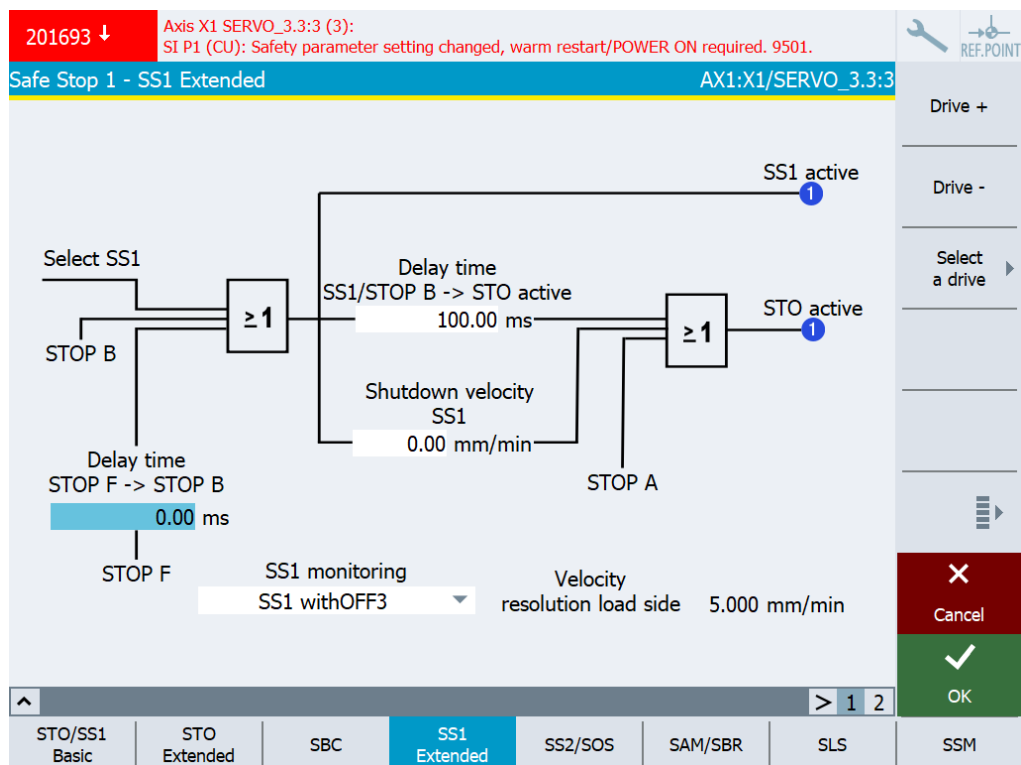 201693 ↓
Axis X1 SERVO_3.3:3 (3):
SI P1 (CU): Safety parameter setting changed, warm restart/POWER ON required. 9501.
REF.POINT
Safe Stop 1 - SS1 Extended
AX1:X1/SERVO_3.3:3
Drive +
Drive -
Select
a drive
SS1 active
1
Select SS1
Delay time
SS1/STOP B -> STO active
100.00 ms
≥1
≥1
STO active
1
STOP B
Shutdown velocity
SS1
0.00 mm/min
Delay time
STOP F -> STOP B
0.00 ms
STOP A
STOP F
SS1 monitoring
SS1 withOFF3
Velocity
resolution load side
5.000 mm/min
Cancel
OK
> 1 2
STO/SS1
Basic
STO
Extended
SBC
SS1
Extended
SS2/SOS
SAM/SBR
SLS
SSM